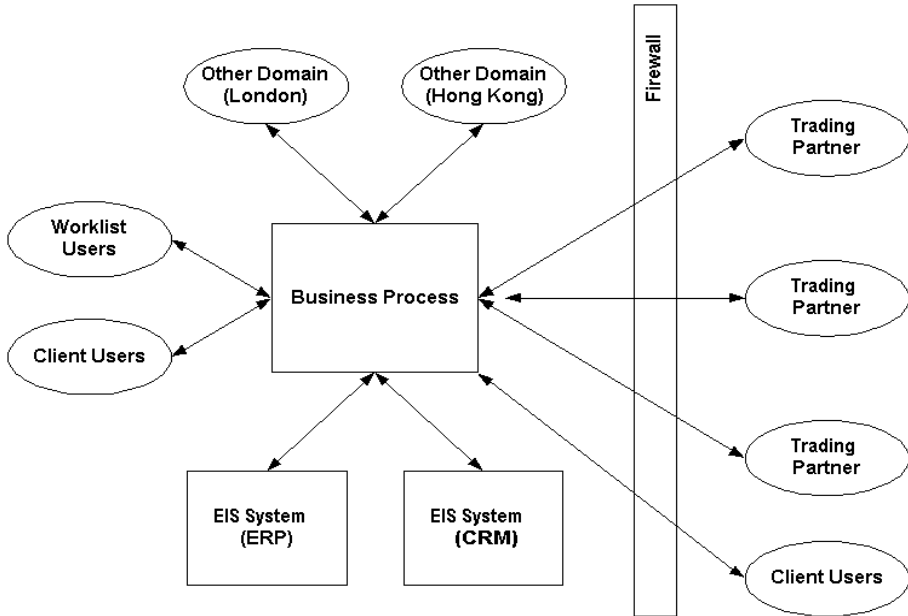 Other Domain
(London)
Other Domain
(Hong Kong)
Firewall
Trading
Partner
Worklist
Users
Business Process
Trading
Partner
Client Users
Trading
Partner
EIS System
(ERP)
EIS System
(CRM)
Client Users